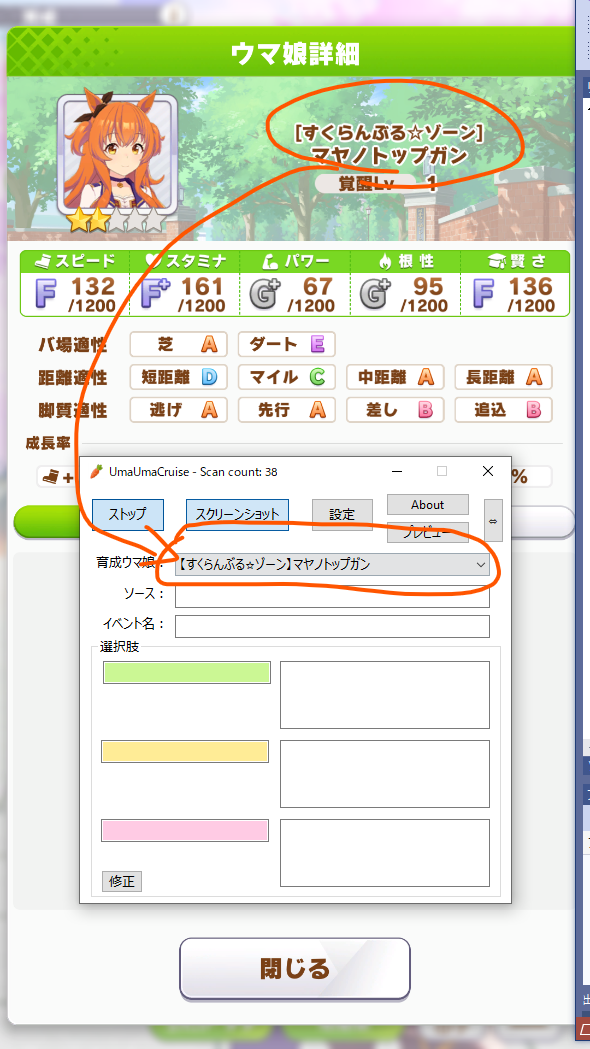 ウマ娘詳細
[すくらんぶる☆ゾーン]
マヤノトップガン
覚醒Lv 1
スピード スタミナ パワー 根性 賢さ
F 132 /1200 F+ 161 /1200 G+ 67 /1200 G+ 95 /1200 F 136 /1200
バ場適性 芝 A ダート E
距離適性 短距離 D マイル C 中距離 A 長距離 A
脚質適性 逃げ A 先行 A 差し B 追込 B
成長率
+ %
UmaUmaCruise - Scan count: 38
ストップ スクリーンショット 設定 About
プレビュー
育成ウマ娘: 【すくらんぶる☆ゾーン】マヤノトップガン
ソース:
イベント名:
選択肢
修正
閉じる